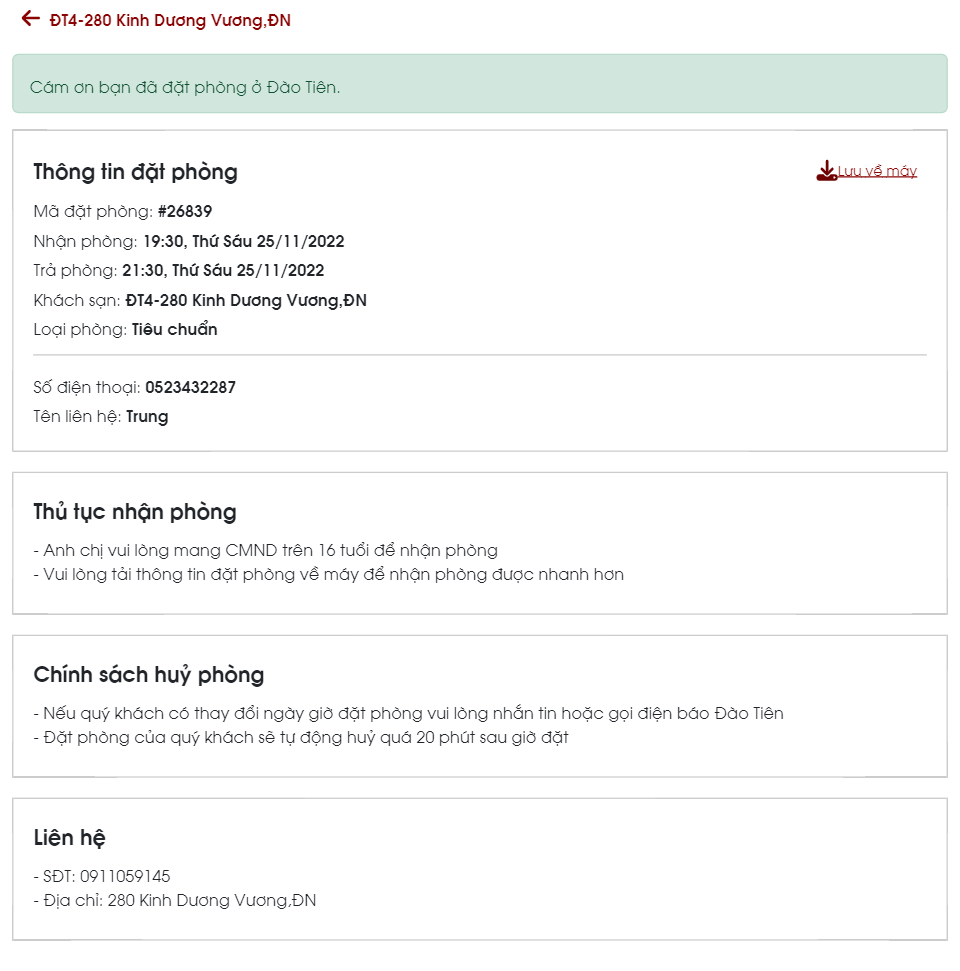 ĐT4-280 Kinh Dương Vương,ĐN
Cám ơn bạn đã đặt phòng ở Đào Tiên.
Thông tin đặt phòng
Lưu về máy
Mã đặt phòng: #26839
Nhận phòng: 19:30, Thứ Sáu 25/11/2022
Trả phòng: 21:30, Thứ Sáu 25/11/2022
Khách sạn: ĐT4-280 Kinh Dương Vương,ĐN
Loại phòng: Tiêu chuẩn
Số điện thoại: 0523432287
Tên liên hệ: Trung
Thủ tục nhận phòng
- Anh chị vui lòng mang CMND trên 16 tuổi để nhận phòng
- Vui lòng tải thông tin đặt phòng về máy để nhận phòng được nhanh hơn
Chính sách huỷ phòng
- Nếu quý khách có thay đổi ngày giờ đặt phòng vui lòng nhắn tin hoặc gọi điện báo Đào Tiên
- Đặt phòng của quý khách sẽ tự động huỷ quá 20 phút sau giờ đặt
Liên hệ
- SĐT: 0911059145
- Địa chỉ: 280 Kinh Dương Vương,ĐN